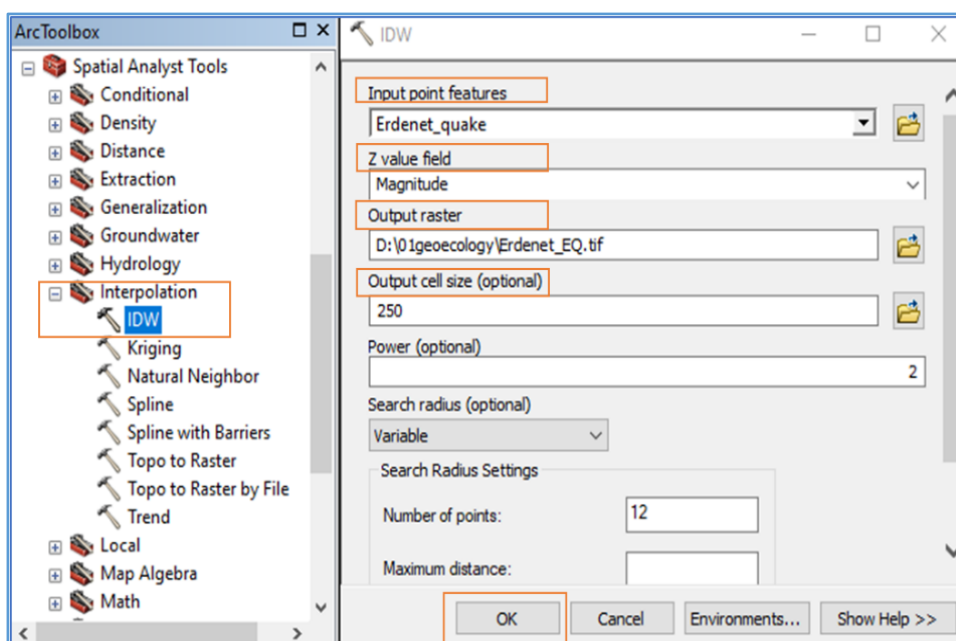 ArcToolbox
Spatial Analyst Tools
Conditional
Density
Distance
Extraction
Generalization
Groundwater
Hydrology
Interpolation
IDW
Kriging
Natural Neighbor
Spline
Spline with Barriers
Topo to Raster
Topo to Raster by File
Trend
Local
Map Algebra
Math
IDW
Input point features
Erdenet_quake
Z value field
Magnitude
Output raster
D:\01geoecology\Erdenet_EQ.tif
Output cell size (optional)
250
Power (optional)
2
Search radius (optional)
Variable
Search Radius Settings
Number of points: 12
Maximum distance:
OK Cancel Environments... Show Help >>